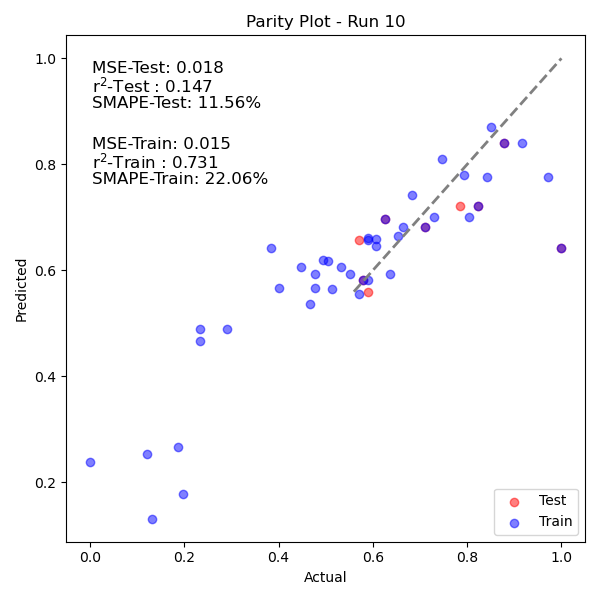 Parity Plot - Run 10
MSE-Test: 0.018
r²-Test : 0.147
SMAPE-Test: 11.56%
MSE-Train: 0.015
r²-Train : 0.731
SMAPE-Train: 22.06%
1.0
0.8
0.6
0.4
0.2
Predicted
Test
Train
0.0 0.2 0.4 0.6 0.8 1.0
Actual